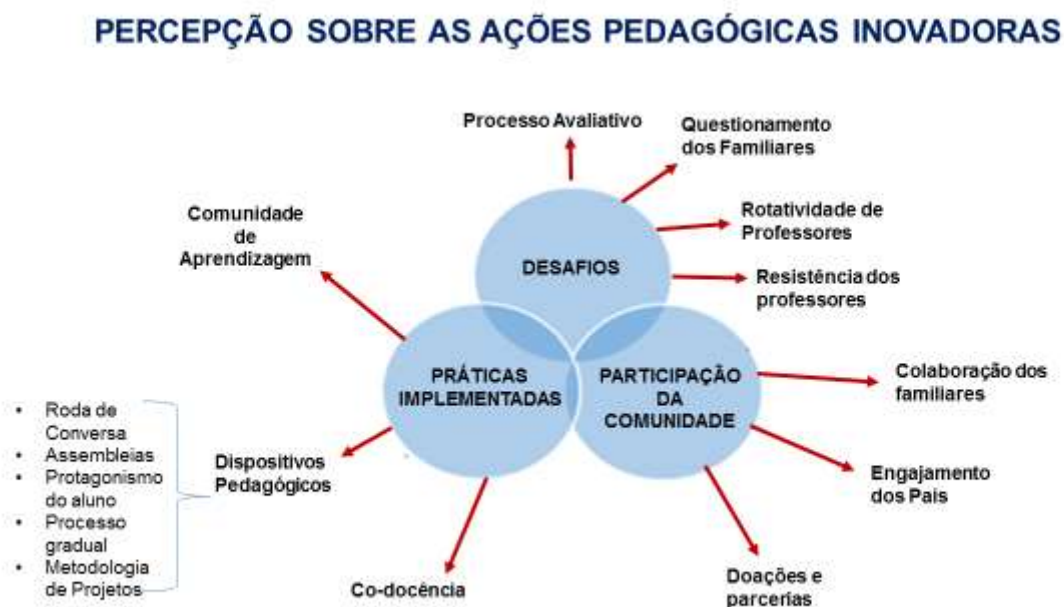 PERCEPÇÃO SOBRE AS AÇÕES PEDAGÓGICAS INOVADORAS
Processo Avaliativo
Questionamento
dos Familiares
Comunidade
de
Aprendizagem
Rotatividade de
Professores
DESAFIOS
Resistência dos
professores
PRÁTICAS
IMPLEMENTADAS
PARTICIPAÇÃO
DA
COMUNIDADE
Colaboração dos
familiares
• Roda de
Conversa
• Assembleias
• Protagonismo
do aluno
• Processo
gradual
• Metodologia
de Projetos
Dispositivos
Pedagógicos
Engajamento
dos Pais
Co-docência
Doações e
parcerias